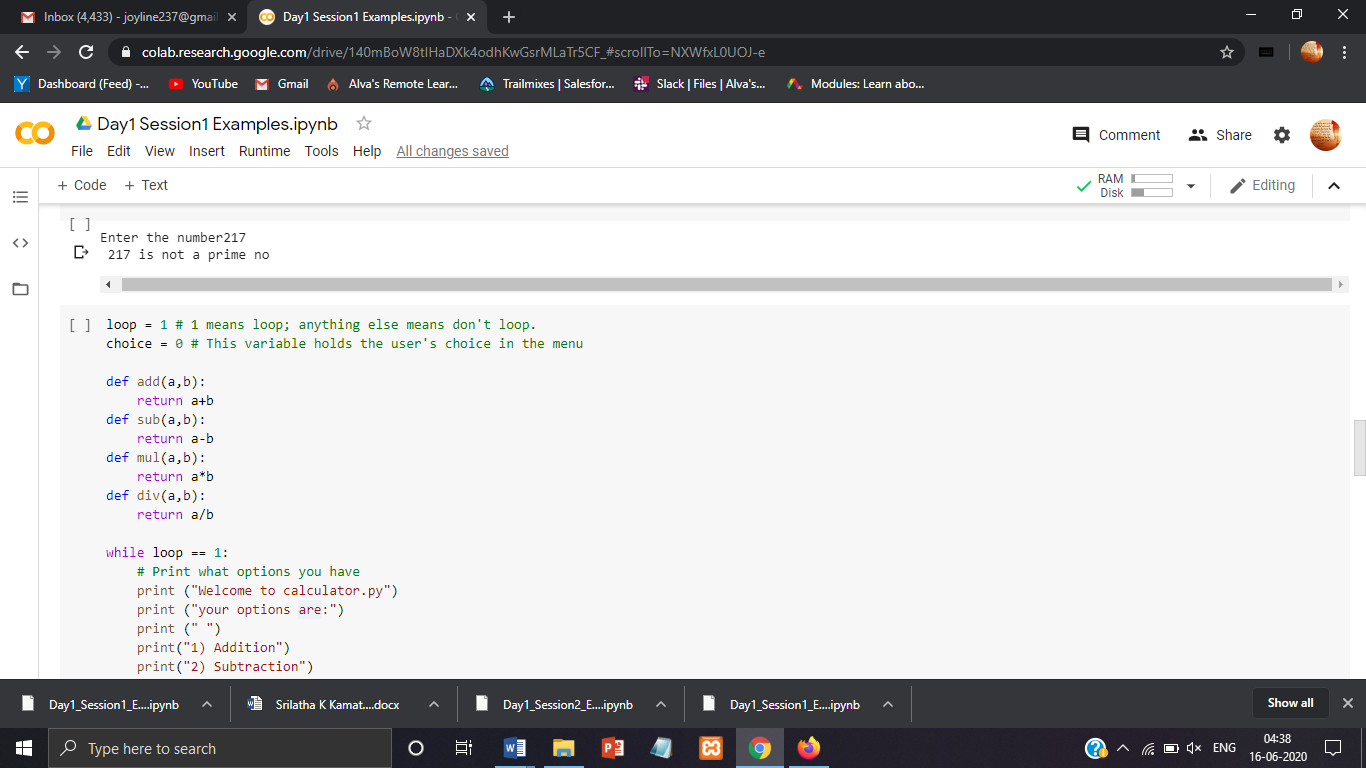 Inbox (4,433) - joyline237@gmai
Day1 Session1 Examples.ipynb -
colab.research.google.com/drive/140mBoW8tIHaDXk4odhKwGsrMLaTr5CF_#scrollTo=NXWfxL0UOJ-e
Dashboard (Feed) -... YouTube Gmail Alva's Remote Lear... Trailmixes | Salesfor... Slack | Files | Alva's... Modules: Learn abo...
Day1 Session1 Examples.ipynb
Comment Share
File Edit View Insert Runtime Tools Help All changes saved
+ Code + Text
RAM
Disk
Editing
[ ]
Enter the number217
217 is not a prime no
[ ] loop = 1 # 1 means loop; anything else means don't loop.
choice = 0 # This variable holds the user's choice in the menu
def add(a,b):
return a+b
def sub(a,b):
return a-b
def mul(a,b):
return a*b
def div(a,b):
return a/b
while loop == 1:
# Print what options you have
print ("Welcome to calculator.py")
print ("your options are:")
print (" ")
print("1) Addition")
print("2) Subtraction")
Day1_Session1_E....ipynb Srilatha K Kamat....docx Day1_Session2_E....ipynb Day1_Session1_E....ipynb Show all
Type here to search
ENG
04:38
16-06-2020